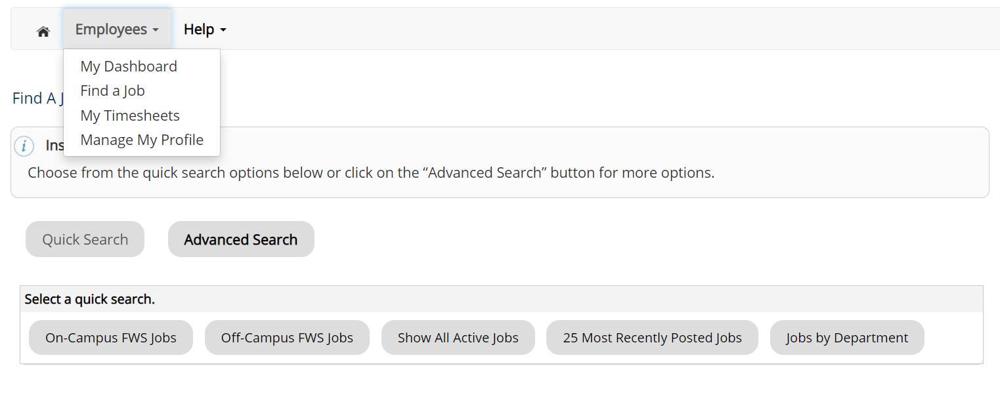 Employees Help
My Dashboard
Find a Job
My Timesheets
Manage My Profile
Find A
Choose from the quick search options below or click on the “Advanced Search” button for more options.
Quick Search Advanced Search
Select a quick search.
On-Campus FWS Jobs Off-Campus FWS Jobs Show All Active Jobs 25 Most Recently Posted Jobs Jobs by Department